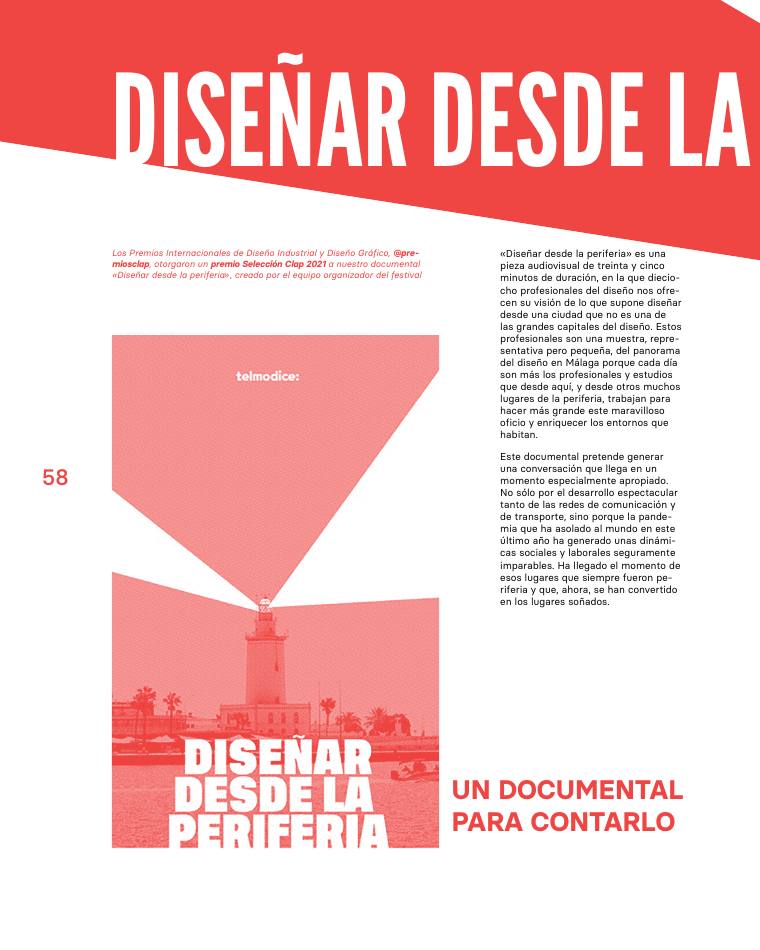 DISEÑAR DESDE LA
Los Premios Internacionales de Diseño Industrial y Diseño Gráfico, @pre-
miosclap, otorgaron un premio Selección Clap 2021 a nuestro documental
«Diseñar desde la periferia», creado por el equipo organizador del festival
telmodice:
DISEÑAR
DESDE LA
PERIFERIA
58
«Diseñar desde la periferia» es una
pieza audiovisual de treinta y cinco
minutos de duración, en la que diecio-
cho profesionales del diseño nos ofre-
cen su visión de lo que supone diseñar
desde una ciudad que no es una de
las grandes capitales del diseño. Estos
profesionales son una muestra, repre-
sentativa pero pequeña, del panorama
del diseño en Málaga porque cada día
son más los profesionales y estudios
que desde aquí, y desde otros muchos
lugares de la periferia, trabajan para
hacer más grande este maravilloso
oficio y enriquecer los entornos que
habitan.
Este documental pretende generar
una conversación que llega en un
momento especialmente apropiado.
No sólo por el desarrollo espectacular
tanto de las redes de comunicación y
de transporte, sino porque la pande-
mia que ha asolado al mundo en este
último año ha generado unas dinámi-
cas sociales y laborales seguramente
imparables. Ha llegado el momento de
esos lugares que siempre fueron pe-
riferia y que, ahora, se han convertido
en los lugares soñados.
UN DOCUMENTAL
PARA CONTARLO